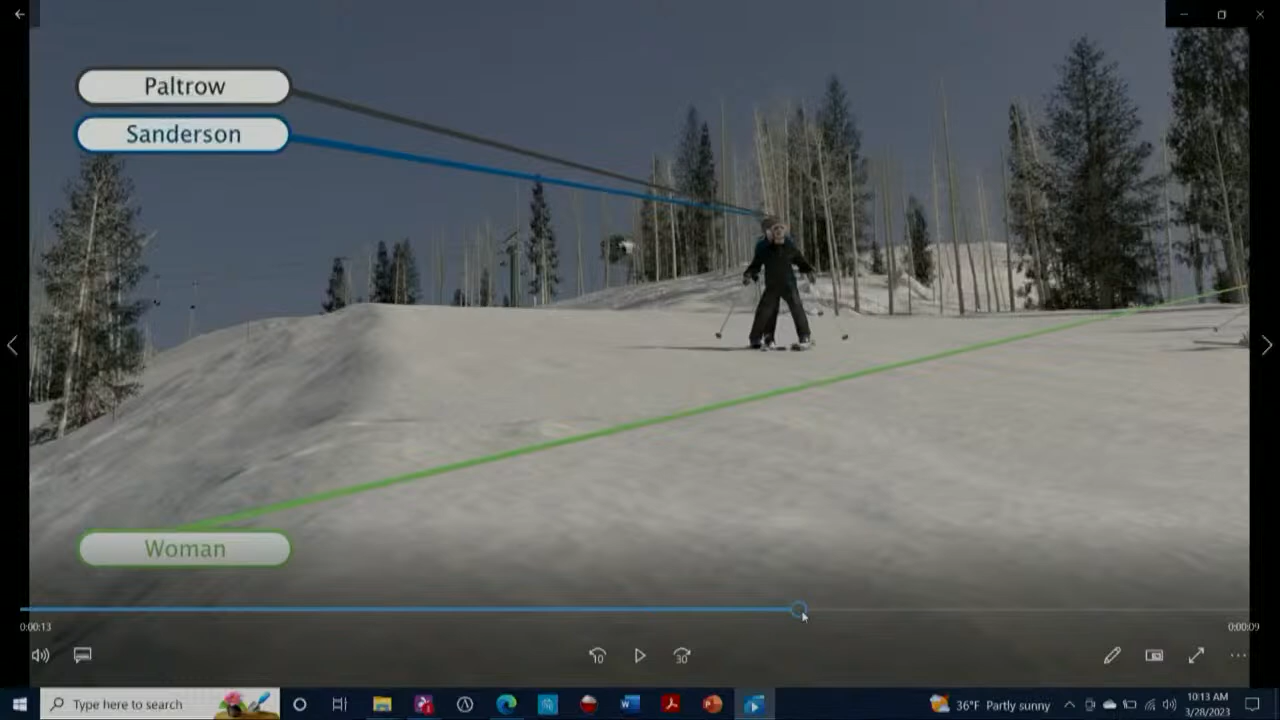 Paltrow
Sanderson
Woman
0:00:13
0:00:09
10
30
Type here to search
36°F Partly sunny
10:13 AM
3/28/2023